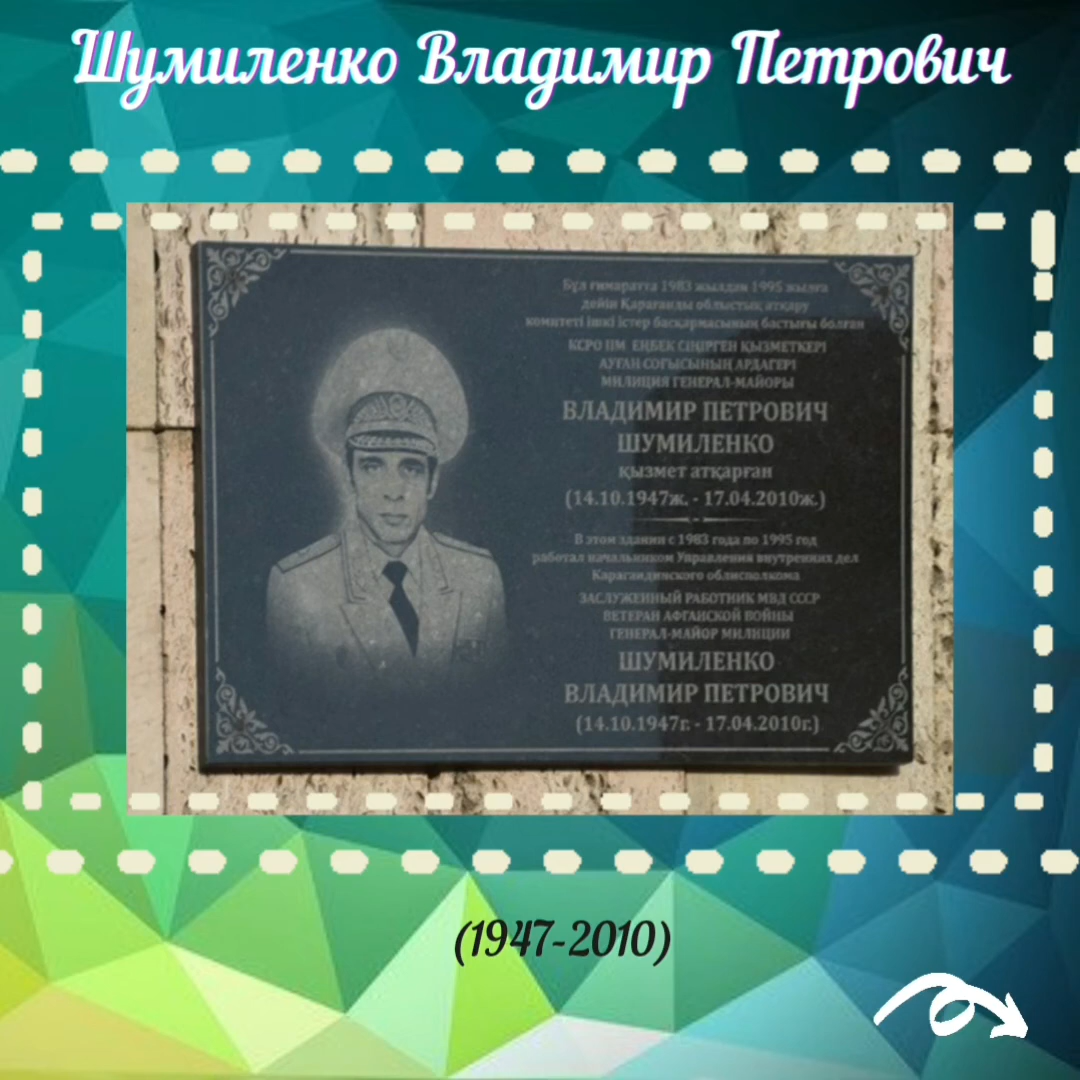 Шумиленко Владимир Петрович
Бұл ғимаратта 1983 жылдан 1995 жылға
дейін Қарағанды облыстық атқару
комитеті ішкі істер басқармасының бастығы болған
КСРО ІІМ ЕҢБЕК СІҢІРГЕН ҚЫЗМЕТКЕРІ
АУҒАН СОҒЫСЫНЫҢ АРДАГЕРІ
МИЛИЦИЯ ГЕНЕРАЛ-МАЙОРЫ
ВЛАДИМИР ПЕТРОВИЧ
ШУМИЛЕНКО
қызмет атқарған
(14.10.1947ж. - 17.04.2010ж.)
В этом здании с 1983 года по 1995 год
работал начальником Управления внутренних дел
Карагандинского облисполкома
ЗАСЛУЖЕННЫЙ РАБОТНИК МВД СССР
ВЕТЕРАН АФГАНСКОЙ ВОЙНЫ
ГЕНЕРАЛ-МАЙОР МИЛИЦИИ
ШУМИЛЕНКО
ВЛАДИМИР ПЕТРОВИЧ
(14.10.1947г. - 17.04.2010г.)
(1947-2010)